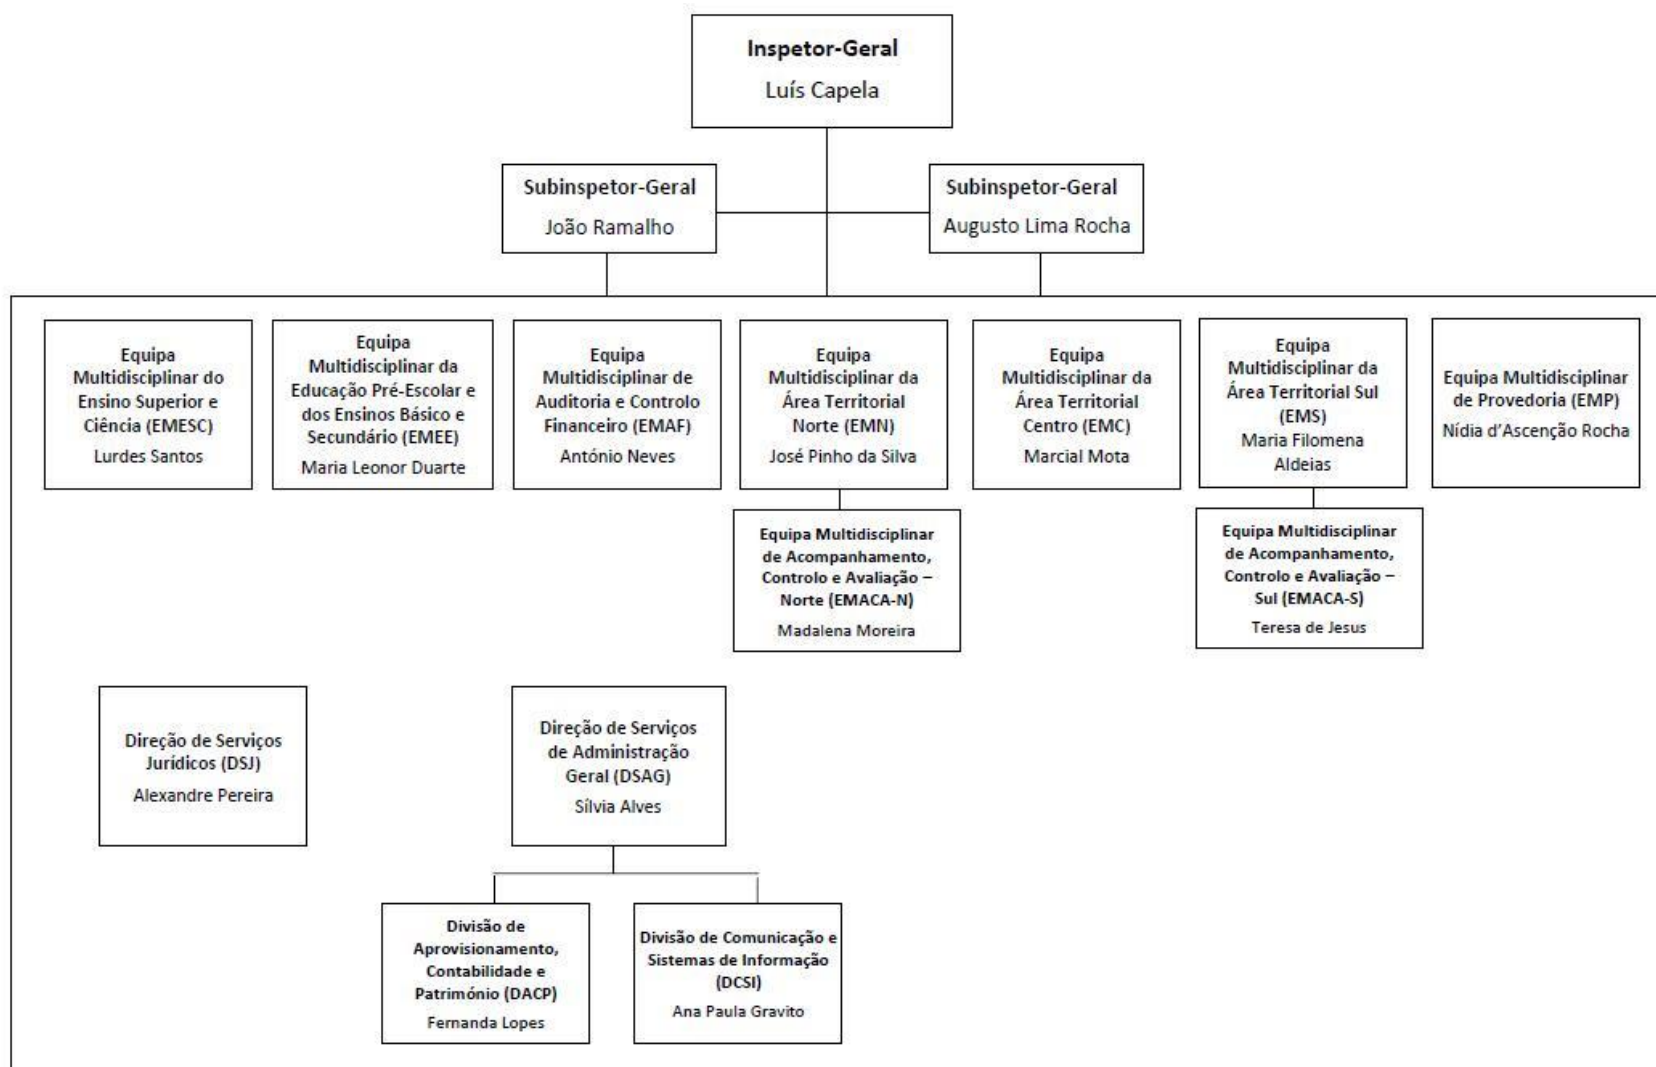 Inspetor-Geral
Luís Capela
Subinspetor-Geral
João Ramalho
Subinspetor-Geral
Augusto Lima Rocha
Equipa
Multidisciplinar do
Ensino Superior e
Ciência (EMESC)
Lurdes Santos
Equipa
Multidisciplinar da
Educação Pré-Escolar e
dos Ensinos Básico e
Secundário (EMEE)
Maria Leonor Duarte
Equipa
Multidisciplinar de
Auditoria e Controlo
Financeiro (EMAF)
António Neves
Equipa
Multidisciplinar da
Área Territorial
Norte (EMN)
José Pinho da Silva
Equipa
Multidisciplinar da
Área Territorial
Centro (EMC)
Marcial Mota
Equipa
Multidisciplinar da
Área Territorial Sul
(EMS)
Maria Filomena
Aldeias
Equipa Multidisciplinar
de Provedoria (EMP)
Nídia d’Ascenção Rocha
Equipa Multidisciplinar
de Acompanhamento,
Controlo e Avaliação –
Norte (EMACA-N)
Madalena Moreira
Equipa Multidisciplinar
de Acompanhamento,
Controlo e Avaliação –
Sul (EMACA-S)
Teresa de Jesus
Direção de Serviços
Jurídicos (DSJ)
Alexandre Pereira
Direção de Serviços
de Administração
Geral (DSAG)
Sílvia Alves
Divisão de
Aprovisionamento,
Contabilidade e
Património (DACP)
Fernanda Lopes
Divisão de Comunicação e
Sistemas de Informação
(DCSI)
Ana Paula Gravito